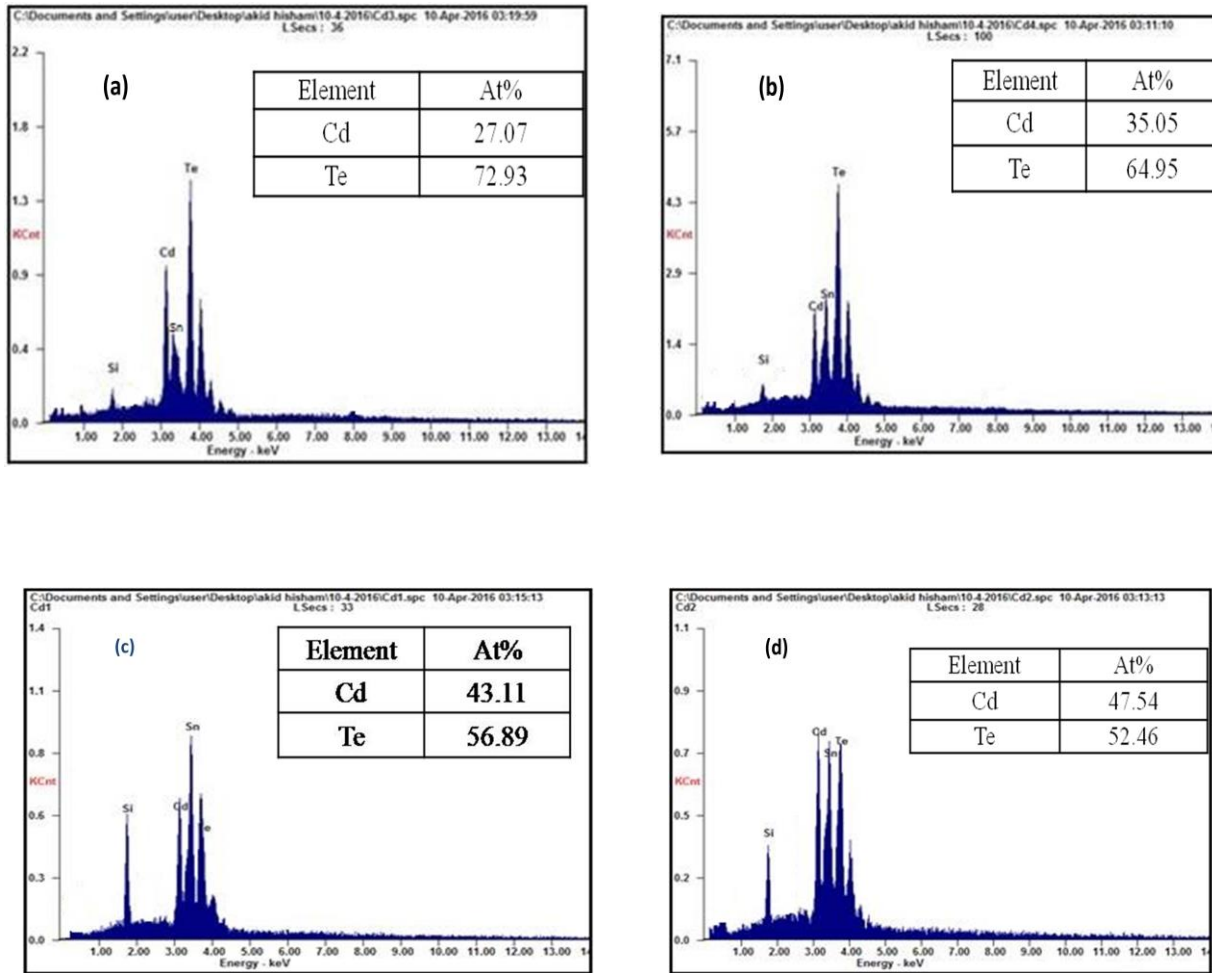 C:\Documents and Settings\user\Desktop\akid hisham\10-4-2016\Cd3.spc 10-Apr-2016 03:19:59
LSecs : 36
2.2
(a)
Element At%
Cd 27.07
Te 72.93
1.8
Te
1.3
KCnt
Cd
0.9
Sn
0.4
Si
0.0
1.00 2.00 3.00 4.00 5.00 6.00 7.00 8.00 9.00 10.00 11.00 12.00 13.00 14
Energy - keV
C:\Documents and Settings\user\Desktop\akid hisham\10-4-2016\Cd4.spc 10-Apr-2016 03:11:10
LSecs : 100
7.1
(b)
Element At%
Cd 35.05
Te 64.95
5.7
Te
4.3
KCnt
2.9
Sn
Cd
1.4
Si
0.0
1.00 2.00 3.00 4.00 5.00 6.00 7.00 8.00 9.00 10.00 11.00 12.00 13.00
Energy - keV
C:\Documents and Settings\user\Desktop\akid hisham\10-4-2016\Cd1.spc 10-Apr-2016 03:15:13
Cd1 LSecs : 33
1.4
(c)
Element At%
Cd 43.11
Te 56.89
1.1
Sn
0.8
KCnt
Si
Cd
e
0.6
0.3
0.0
1.00 2.00 3.00 4.00 5.00 6.00 7.00 8.00 9.00 10.00 11.00 12.00 13.00 14
Energy - keV
C:\Documents and Settings\user\Desktop\akid hisham\10-4-2016\Cd2.spc 10-Apr-2016 03:13:13
Cd2 LSecs : 28
1.1
(d)
Element At%
Cd 47.54
Te 52.46
0.9
Cd
Te
Sn
0.7
KCnt
0.5
Si
0.2
0.0
1.00 2.00 3.00 4.00 5.00 6.00 7.00 8.00 9.00 10.00 11.00 12.00 13.00 14
Energy - keV